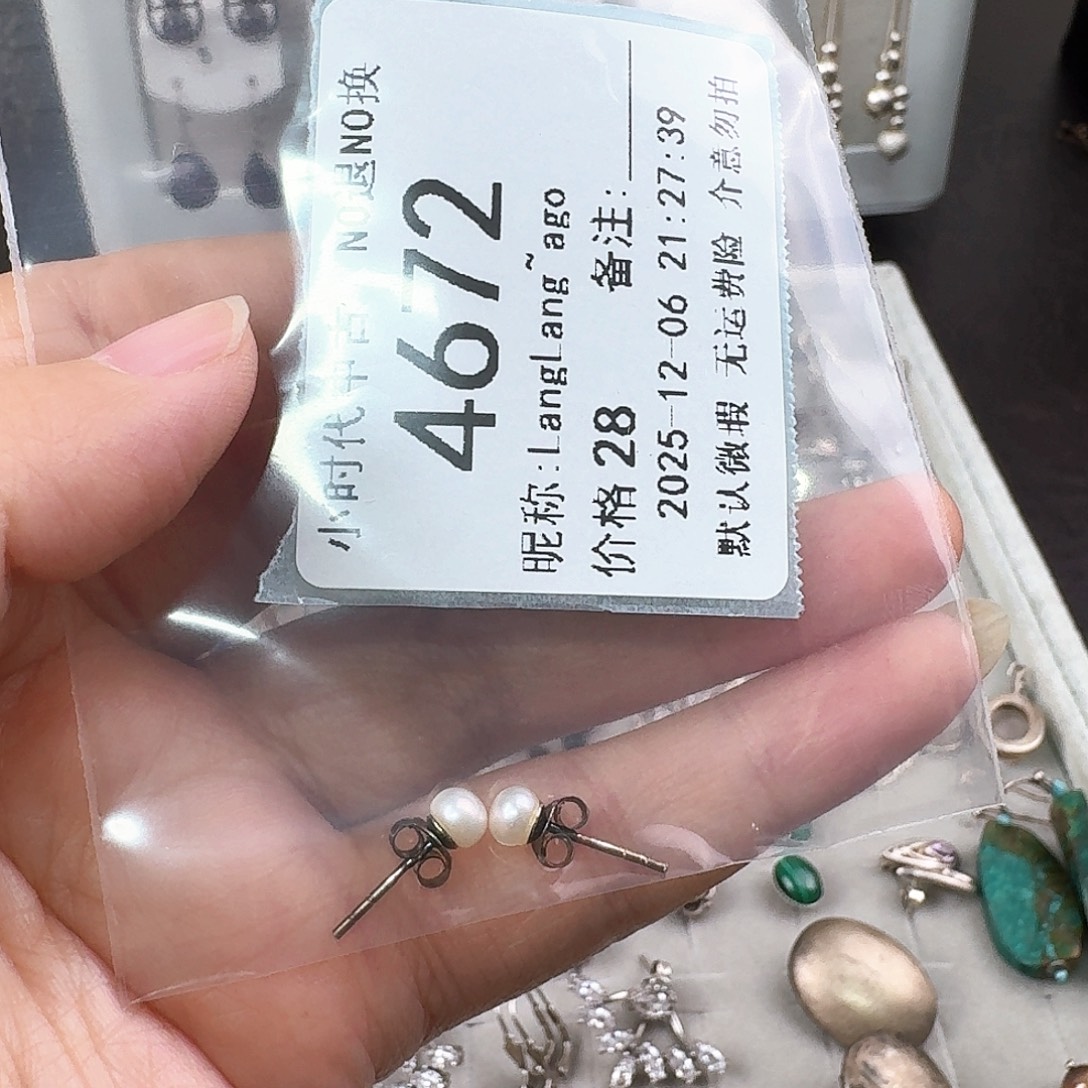 小时代中古 NO退NO换
4672
昵称:LangLang~ago
价格 28 备注:
2025-12-06 21:27:39
默认微瑕 无运费险 介意勿拍